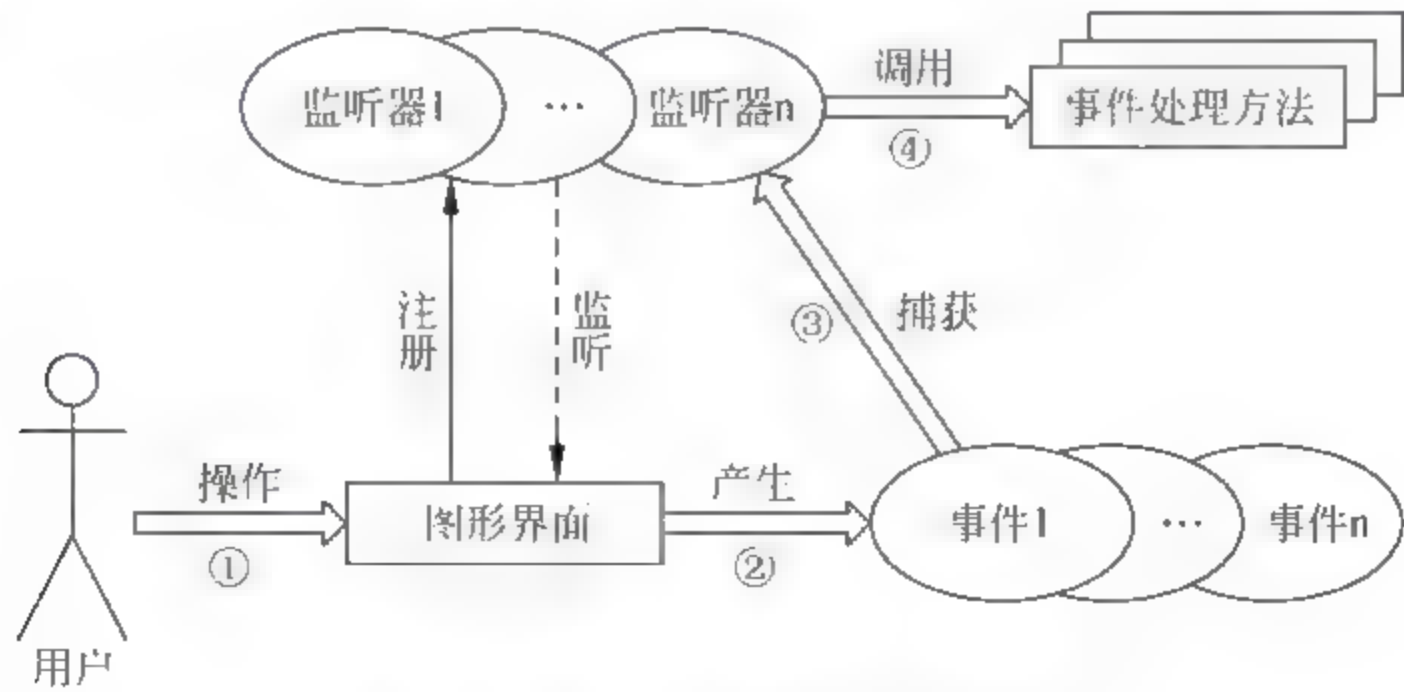 监听器1
…
监听器n
调用
④
事件处理方法
注册
监听
③
捕获
操作
①
图形界面
产生
②
事件1
…
事件n
用户